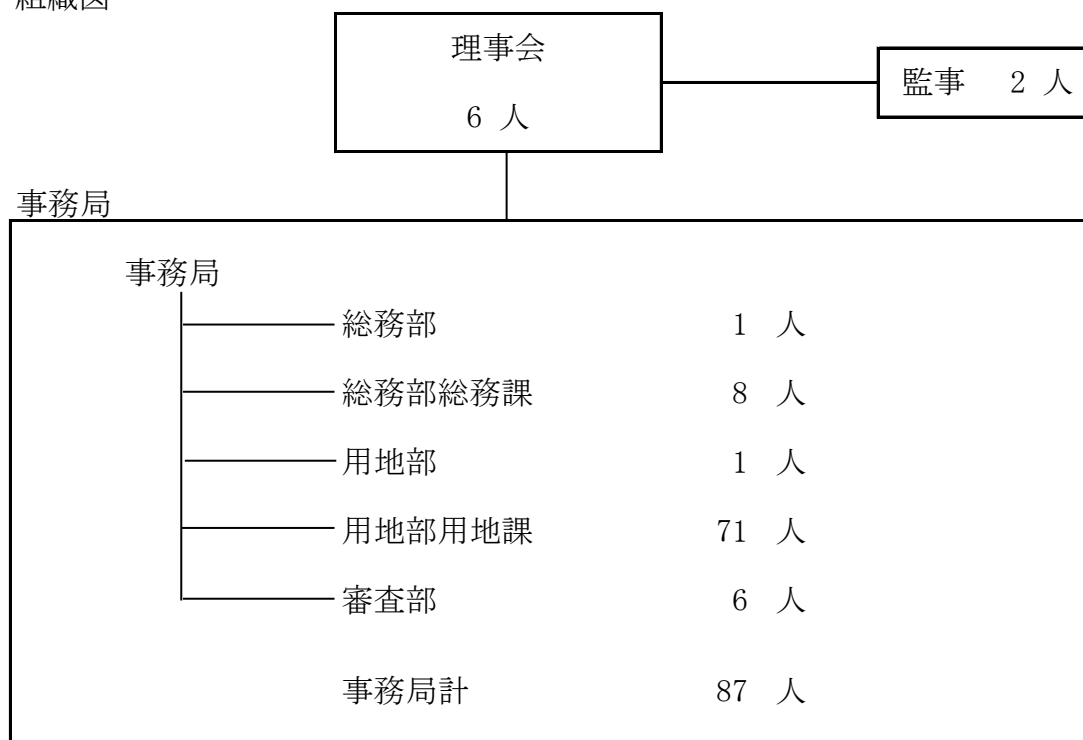 組織図
理事会
6 人
監事 2 人
事務局
事務局
総務部 1 人
総務部総務課 8 人
用地部 1 人
用地部用地課 71 人
審査部 6 人
事務局計 87 人